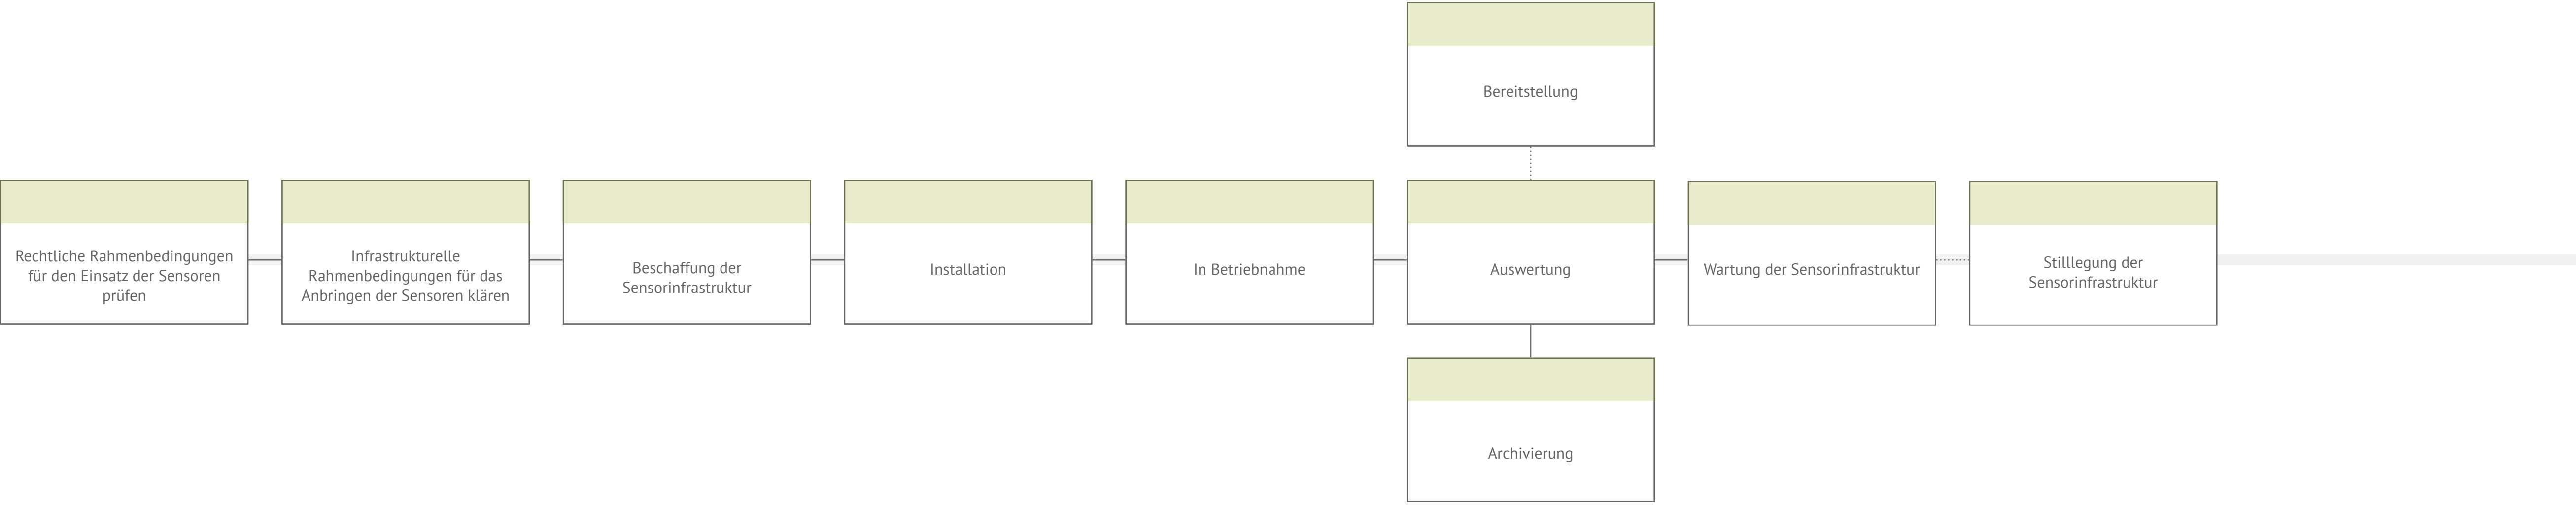 Bereitstellung
Rechtliche Rahmenbedingungen
für den Einsatz der Sensoren
prüfen
Infrastrukturelle
Rahmenbedingungen für das
Anbringen der Sensoren klären
Beschaffung der
Sensorinfrastruktur
Installation
In Betriebnahme
Auswertung
Wartung der Sensorinfrastruktur
Stilllegung der
Sensorinfrastruktur
Archivierung